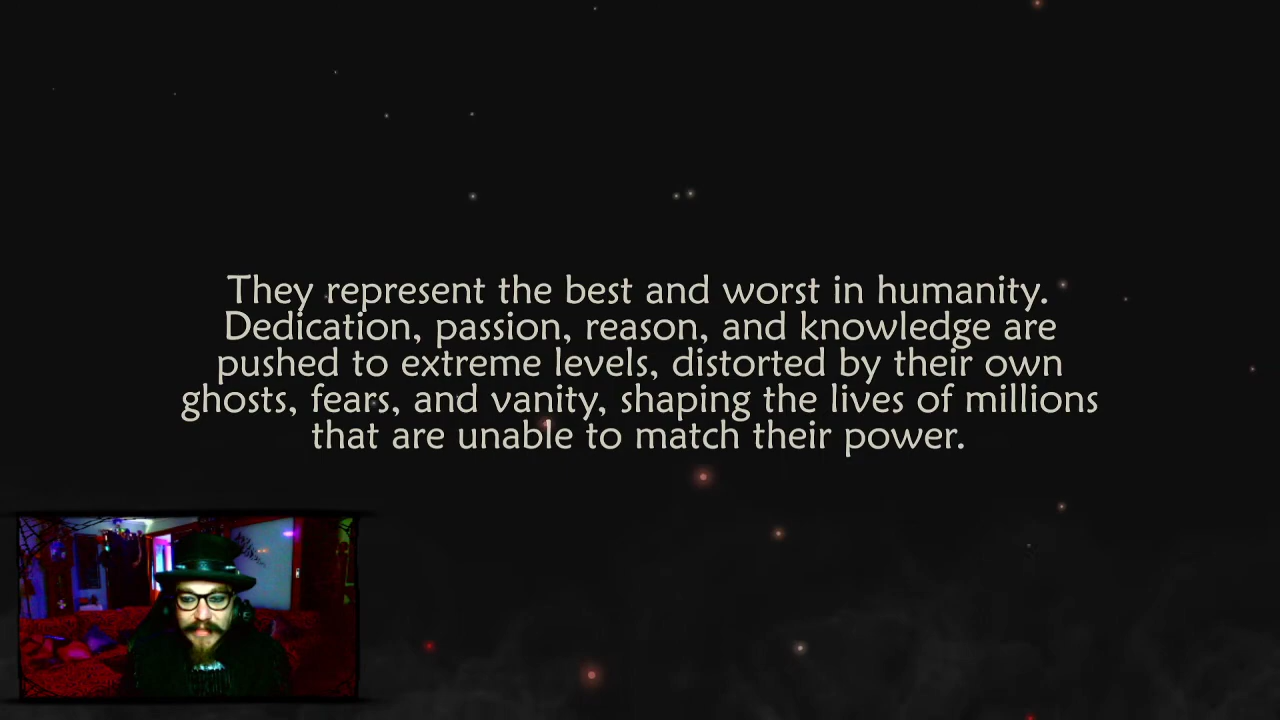 They represent the best and worst in humanity.
Dedication, passion, reason, and knowledge are
pushed to extreme levels, distorted by their own
ghosts, fears, and vanity, shaping the lives of millions
that are unable to match their power.